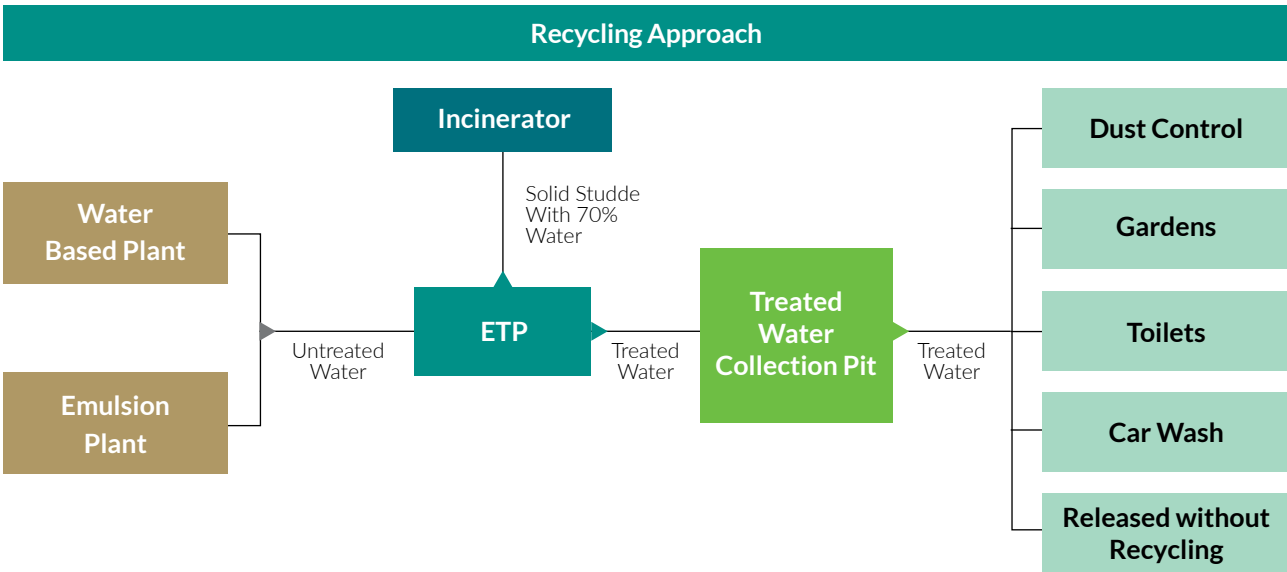 Recycling Approach
Incinerator
Solid Studde
With 70%
Water
Water
Based Plant
Emulsion
Plant
Untreated
Water
ETP
Treated
Water
Treated
Water
Collection Pit
Treated
Water
Dust Control
Gardens
Toilets
Car Wash
Released without
Recycling